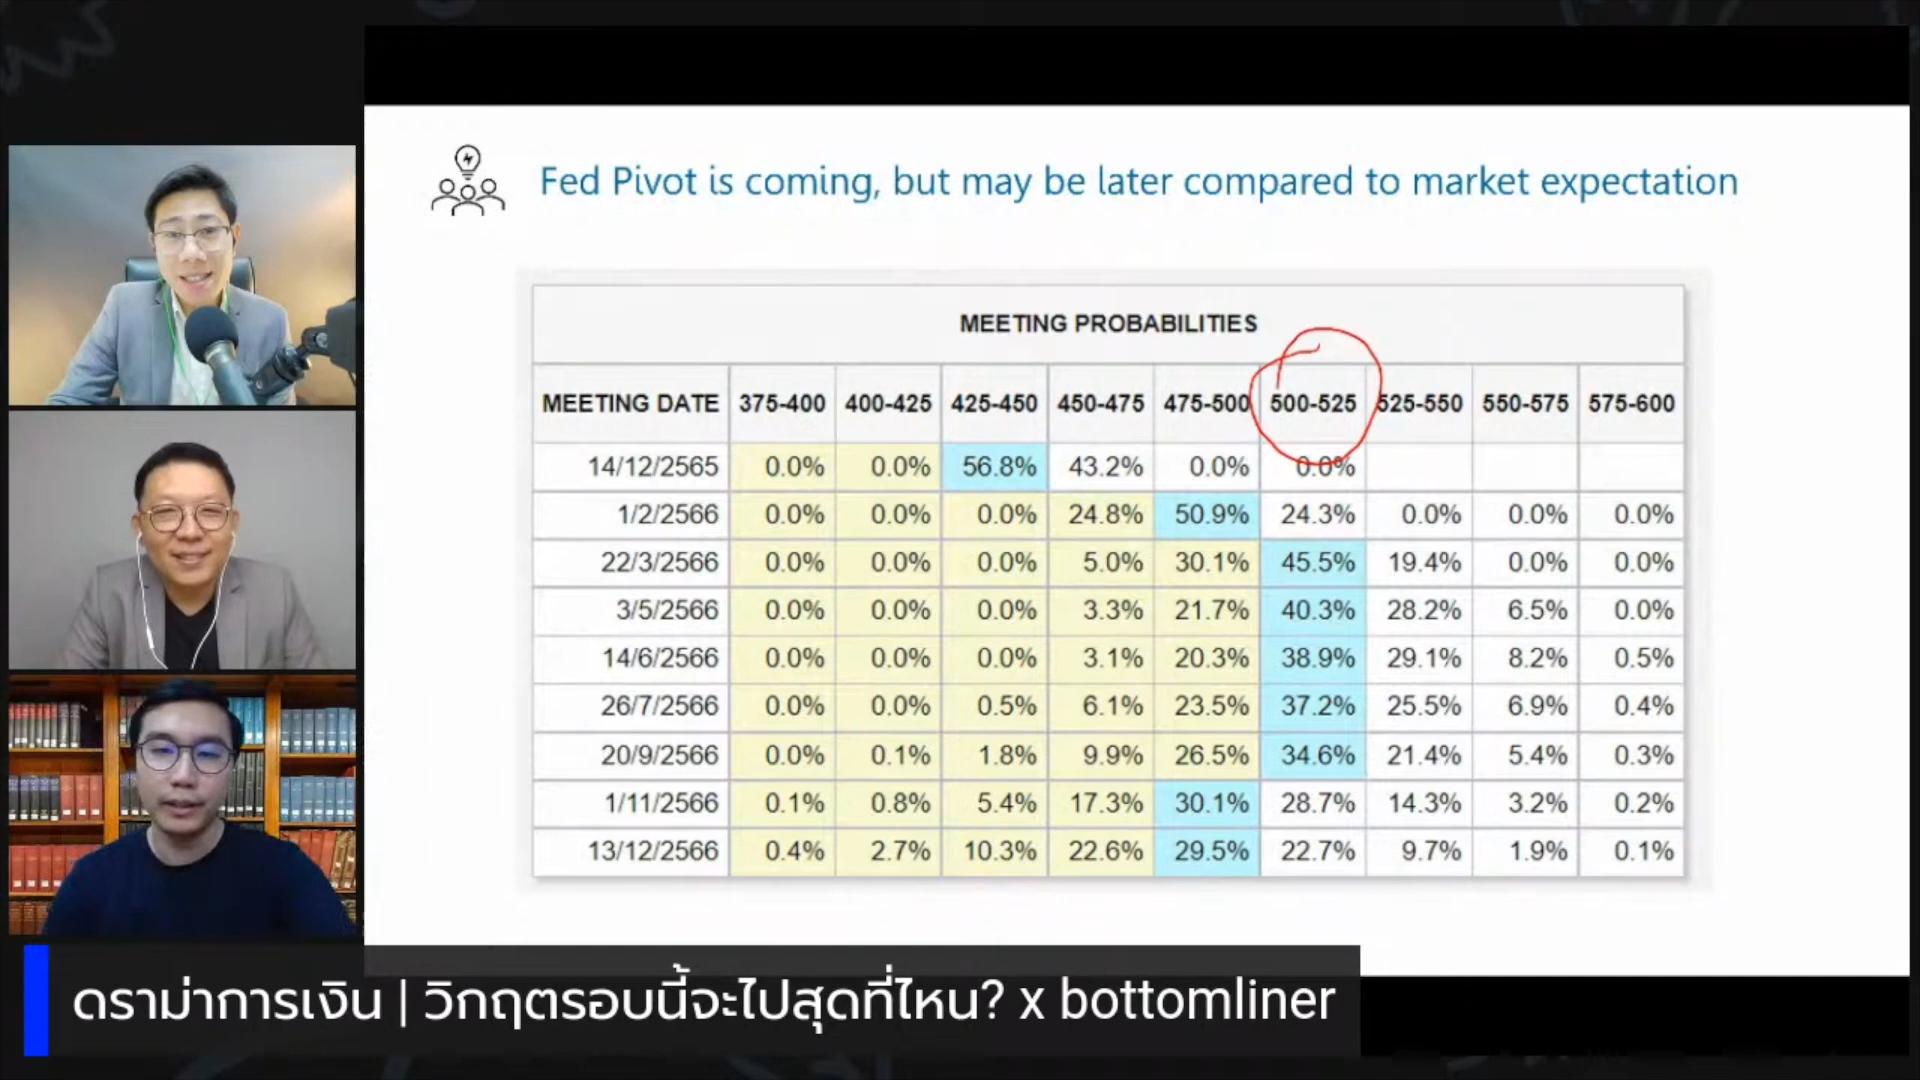 Fed Pivot is coming, but may be later compared to market expectation
MEETING PROBABILITIES
MEETING DATE 375-400 400-425 425-450 450-475 475-500 500-525 525-550 550-575 575-600
14/12/2565 0.0% 0.0% 56.8% 43.2% 0.0% 0.0%
1/2/2566 0.0% 0.0% 0.0% 24.8% 50.9% 24.3% 0.0% 0.0% 0.0%
22/3/2566 0.0% 0.0% 0.0% 5.0% 30.1% 45.5% 19.4% 0.0% 0.0%
3/5/2566 0.0% 0.0% 0.0% 3.3% 21.7% 40.3% 28.2% 6.5% 0.0%
14/6/2566 0.0% 0.0% 0.0% 3.1% 20.3% 38.9% 29.1% 8.2% 0.5%
26/7/2566 0.0% 0.0% 0.5% 6.1% 23.5% 37.2% 25.5% 6.9% 0.4%
20/9/2566 0.0% 0.1% 1.8% 9.9% 26.5% 34.6% 21.4% 5.4% 0.3%
1/11/2566 0.1% 0.8% 5.4% 17.3% 30.1% 28.7% 14.3% 3.2% 0.2%
13/12/2566 0.4% 2.7% 10.3% 22.6% 29.5% 22.7% 9.7% 1.9% 0.1%
ดราม่าการเงิน | วิกฤตรอบนี้จะไปสุดที่ไหน? x bottomliner